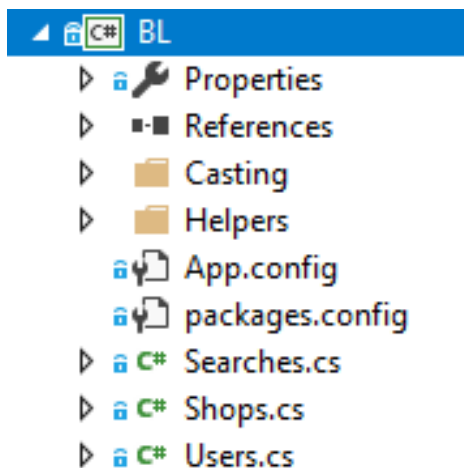 C# BL
Properties
References
Casting
Helpers
App.config
packages.config
C# Searches.cs
C# Shops.cs
C# Users.cs